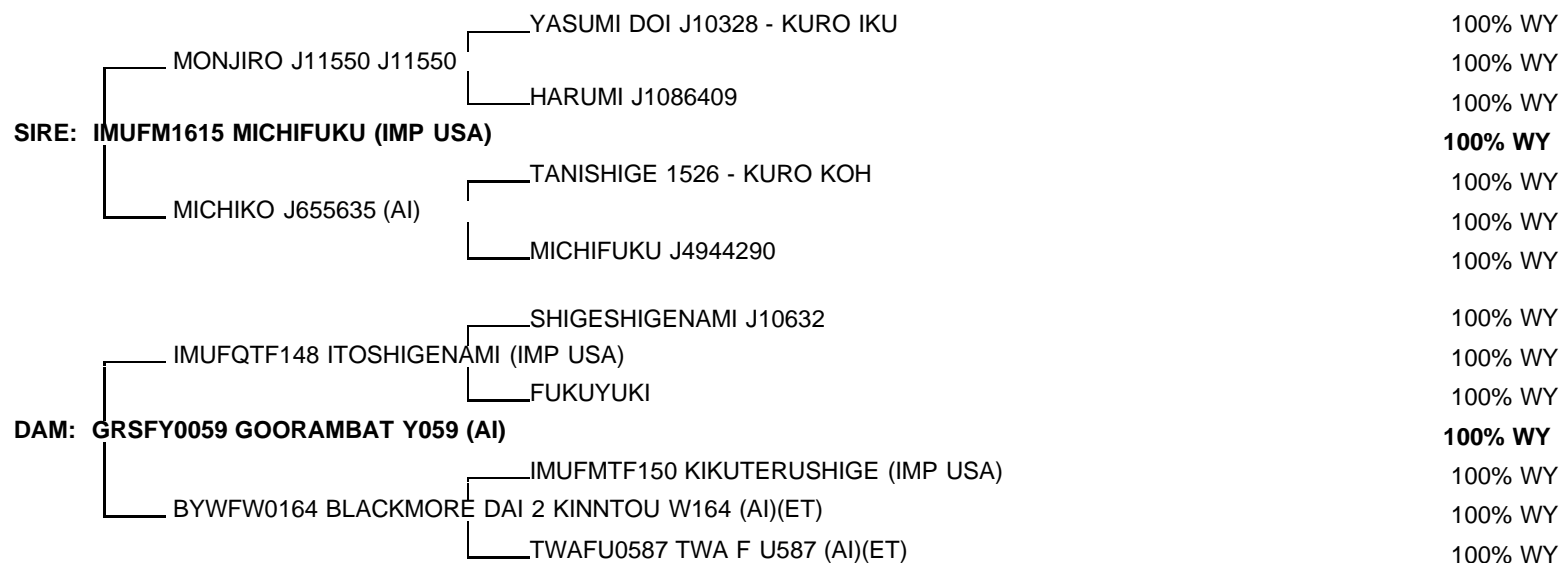 YASUMI DOI J10328 - KURO IKU 100% WY
MONJIRO J11550 J11550 100% WY
HARUMI J1086409 100% WY
SIRE: IMUFM1615 MICHIFUKU (IMP USA) 100% WY
TANISHIGE 1526 - KURO KOH 100% WY
MICHIKO J655635 (AI) 100% WY
MICHIFUKU J4944290 100% WY
SHIGESHIGENAMI J10632 100% WY
IMUFQTF148 ITOSHIGENAMI (IMP USA) 100% WY
FUKUYUKI 100% WY
DAM: GRSFY0059 GOORAMBAT Y059 (AI) 100% WY
IMUFMTF150 KIKUTERUSHIGE (IMP USA) 100% WY
BYWFW0164 BLACKMORE DAI 2 KINNTOU W164 (AI)(ET) 100% WY
TWAFU0587 TWA F U587 (AI)(ET) 100% WY